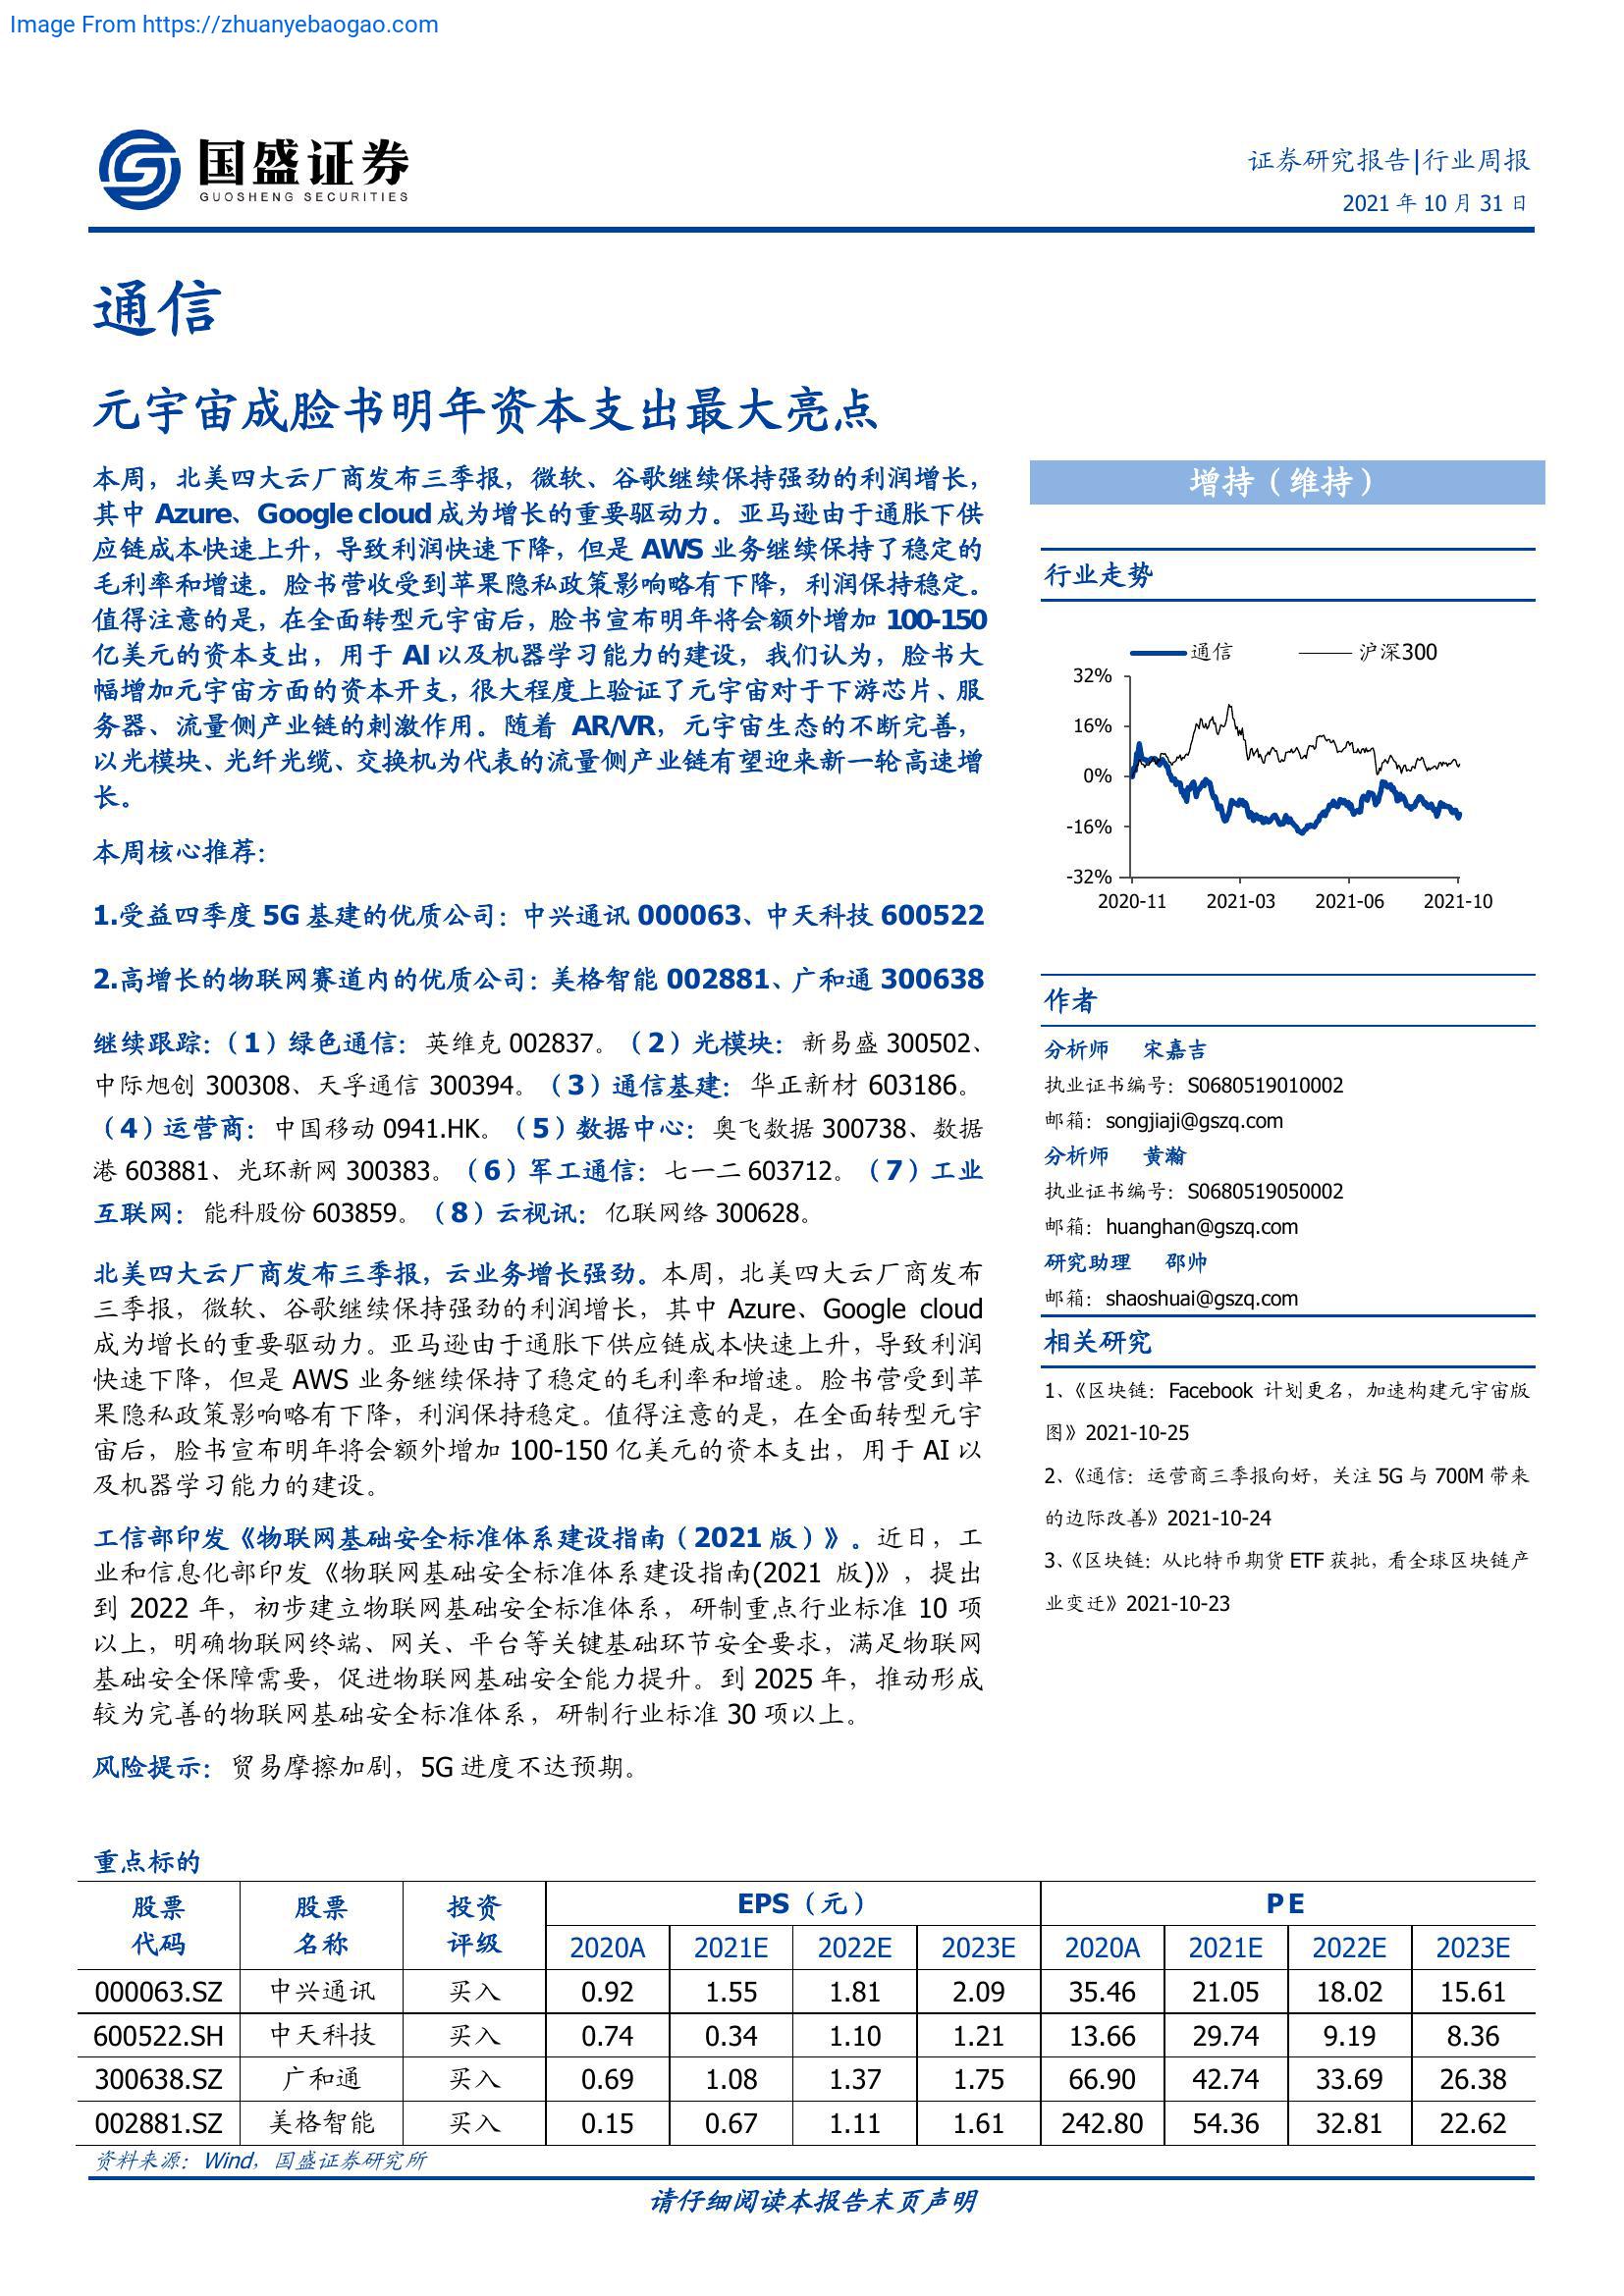 Image From https://zhuanyebaogao.com
国盛证券
GUOSHENG SECURITIES
证券研究报告|行业周报
2021 年 10 月 31 日
通信
元宇宙成脸书明年资本支出最大亮点
本周，北美四大云厂商发布三季报，微软、谷歌继续保持强劲的利润增长，
其中 Azure、Google cloud 成为增长的重要驱动力。亚马逊由于通胀下供
应链成本快速上升，导致利润快速下降，但是 AWS 业务继续保持了稳定的
毛利率和增速。脸书营收受到苹果隐私政策影响略有下降，利润保持稳定。
值得注意的是，在全面转型元宇宙后，脸书宣布明年将会额外增加 100-150
亿美元的资本支出，用于 AI 以及机器学习能力的建设，我们认为，脸书大
幅增加元宇宙方面的资本开支，很大程度上验证了元宇宙对于下游芯片、服
务器、流量侧产业链的刺激作用。随着 AR/VR，元宇宙生态的不断完善，
以光模块、光纤光缆、交换机为代表的流量侧产业链有望迎来新一轮高速增
长。
本周核心推荐：
1.受益四季度 5G 基建的优质公司：中兴通讯 000063、中天科技 600522
2.高增长的物联网赛道内的优质公司：美格智能 002881、广和通 300638
继续跟踪：（1）绿色通信：英维克 002837。（2）光模块：新易盛 300502、
中际旭创 300308、天孚通信 300394。（3）通信基建：华正新材 603186。
（4）运营商：中国移动 0941.HK。（5）数据中心：奥飞数据 300738、数据
港 603881、光环新网 300383。（6）军工通信：七一二 603712。（7）工业
互联网：能科股份 603859。（8）云视讯：亿联网络 300628。
北美四大云厂商发布三季报，云业务增长强劲。本周，北美四大云厂商发布
三季报，微软、谷歌继续保持强劲的利润增长，其中 Azure、Google cloud
成为增长的重要驱动力。亚马逊由于通胀下供应链成本快速上升，导致利润
快速下降，但是 AWS 业务继续保持了稳定的毛利率和增速。脸书营受到苹
果隐私政策影响略有下降，利润保持稳定。值得注意的是，在全面转型元宇
宙后，脸书宣布明年将会额外增加 100-150 亿美元的资本支出，用于 AI 以
及机器学习能力的建设。
工信部印发《物联网基础安全标准体系建设指南（2021 版）》。近日，工
业和信息化部印发《物联网基础安全标准体系建设指南(2021 版)》，提出
到 2022 年，初步建立物联网基础安全标准体系，研制重点行业标准 10 项
以上，明确物联网终端、网关、平台等关键基础环节安全要求，满足物联网
基础安全保障需要，促进物联网基础安全能力提升。到 2025 年，推动形成
较为完善的物联网基础安全标准体系，研制行业标准 30 项以上。
风险提示：贸易摩擦加剧，5G 进度不达预期。
增持（维持）
行业走势
通信 沪深300
32%
16%
0%
-16%
-32%
2020-11 2021-03 2021-06 2021-10
作者
分析师 宋嘉吉
执业证书编号：S0680519010002
邮箱：songjiaji@gszq.com
分析师 黄瀚
执业证书编号：S0680519050002
邮箱：huanghan@gszq.com
研究助理 邵帅
邮箱：shaoshuai@gszq.com
相关研究
1、《区块链：Facebook 计划更名，加速构建元宇宙版
图》2021-10-25
2、《通信：运营商三季报向好，关注 5G 与 700M 带来
的边际改善》2021-10-24
3、《区块链：从比特币期货 ETF 获批，看全球区块链产
业变迁》2021-10-23
重点标的
股票 股票 投资 EPS（元） P E
代码 名称 评级 2020A 2021E 2022E 2023E 2020A 2021E 2022E 2023E
000063.SZ 中兴通讯 买入 0.92 1.55 1.81 2.09 35.46 21.05 18.02 15.61
600522.SH 中天科技 买入 0.74 0.34 1.10 1.21 13.66 29.74 9.19 8.36
300638.SZ 广和通 买入 0.69 1.08 1.37 1.75 66.90 42.74 33.69 26.38
002881.SZ 美格智能 买入 0.15 0.67 1.11 1.61 242.80 54.36 32.81 22.62
资料来源：Wind，国盛证券研究所
请仔细阅读本报告末页声明